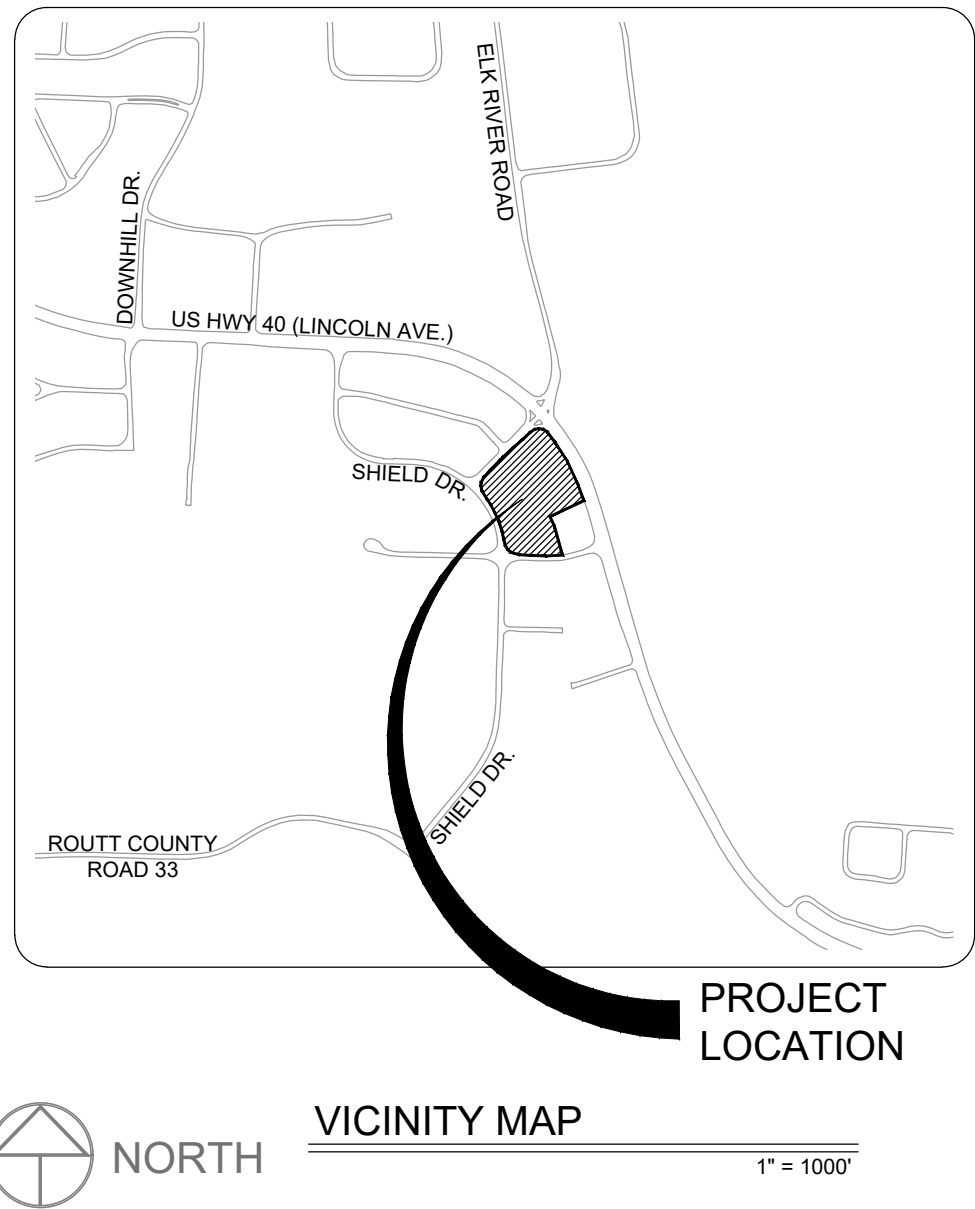 ELK RIVER ROAD
DOWNHILL DR.
US HWY 40 (LINCOLN AVE.)
SHIELD DR.
SHIELD DR.
ROUTT COUNTY
ROAD 33
PROJECT
LOCATION
NORTH
VICINITY MAP
1" = 1000'